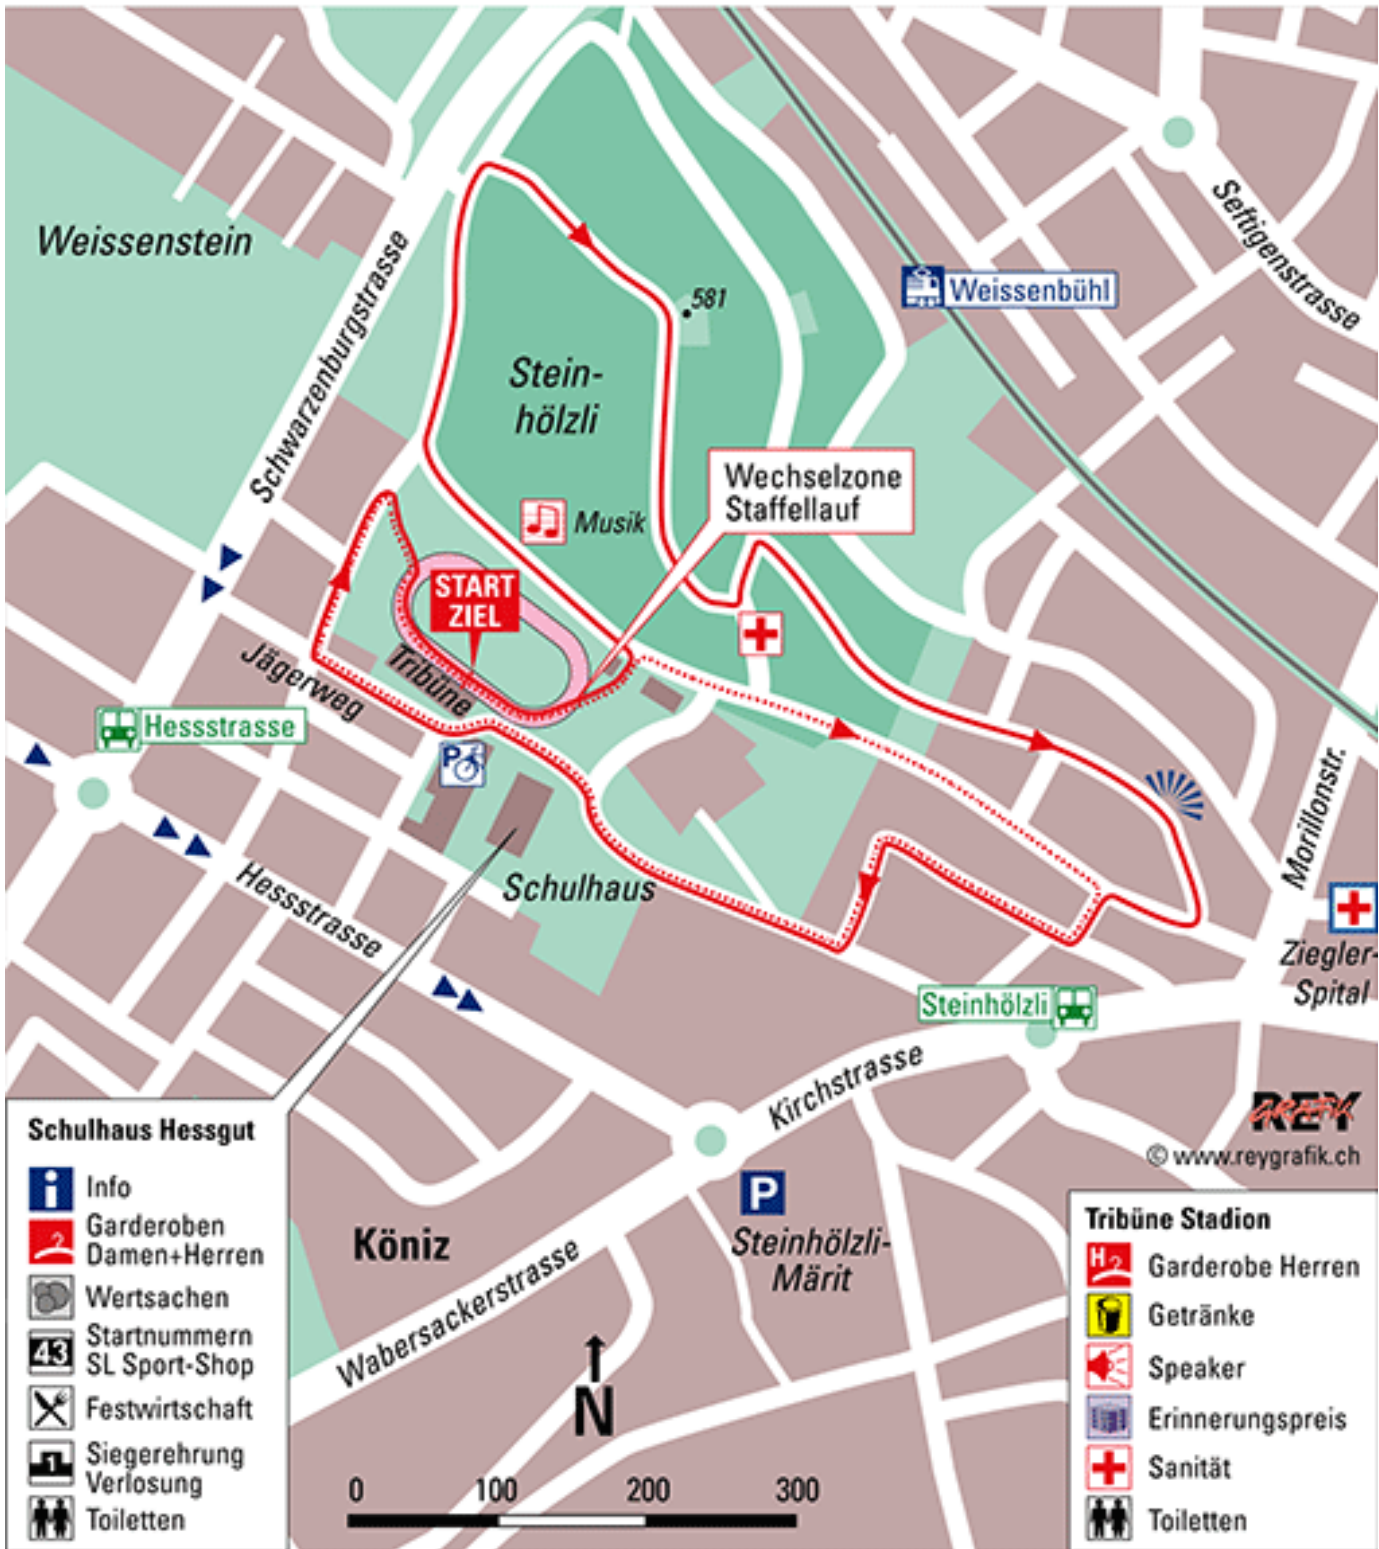 Weissenstein
Schwarzenburgstrasse
Seftigenstrasse
Weissenbühl
581
Stein-
hölzli
Wechselzone
Staffellauf
Musik
START
ZIEL
Tribüne
Jägerweg
Hessstrasse
P
Morillonstr.
Schulhaus
Hessstrasse
Ziegler-
Spital
Steinhölzli
Kirchstrasse
REY
GRAFIK
© www.reygrafik.ch
P
Steinhölzli-
Märit
Köniz
Wabersackerstrasse
N
0 100 200 300
Schulhaus Hessgut
i Info
Garderoben
Damen+Herren
Wertsachen
Startnummern
43
SL Sport-Shop
Festwirtschaft
Siegerehrung
1
Verlosung
Toiletten
Tribüne Stadion
H Garderobe Herren
Getränke
Speaker
Erinnerungspreis
Sanität
Toiletten